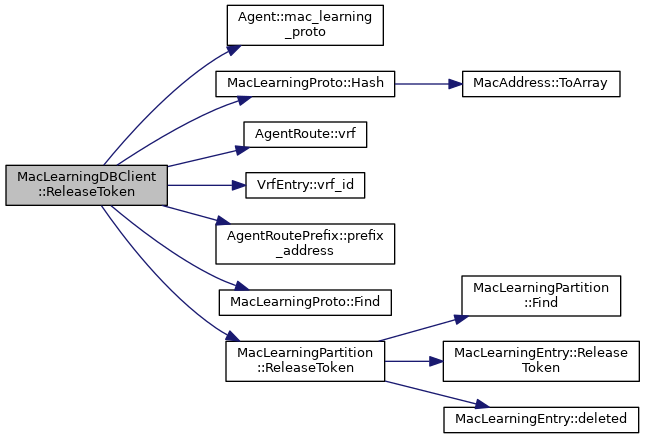 Agent::mac_learning
_proto
MacLearningProto::Hash
MacAddress::ToArray
AgentRoute::vrf
MacLearningDBClient
::ReleaseToken
VrfEntry::vrf_id
AgentRoutePrefix::prefix
_address
MacLearningProto::Find
MacLearningPartition
::ReleaseToken
MacLearningPartition
::Find
MacLearningEntry::Release
Token
MacLearningEntry::deleted